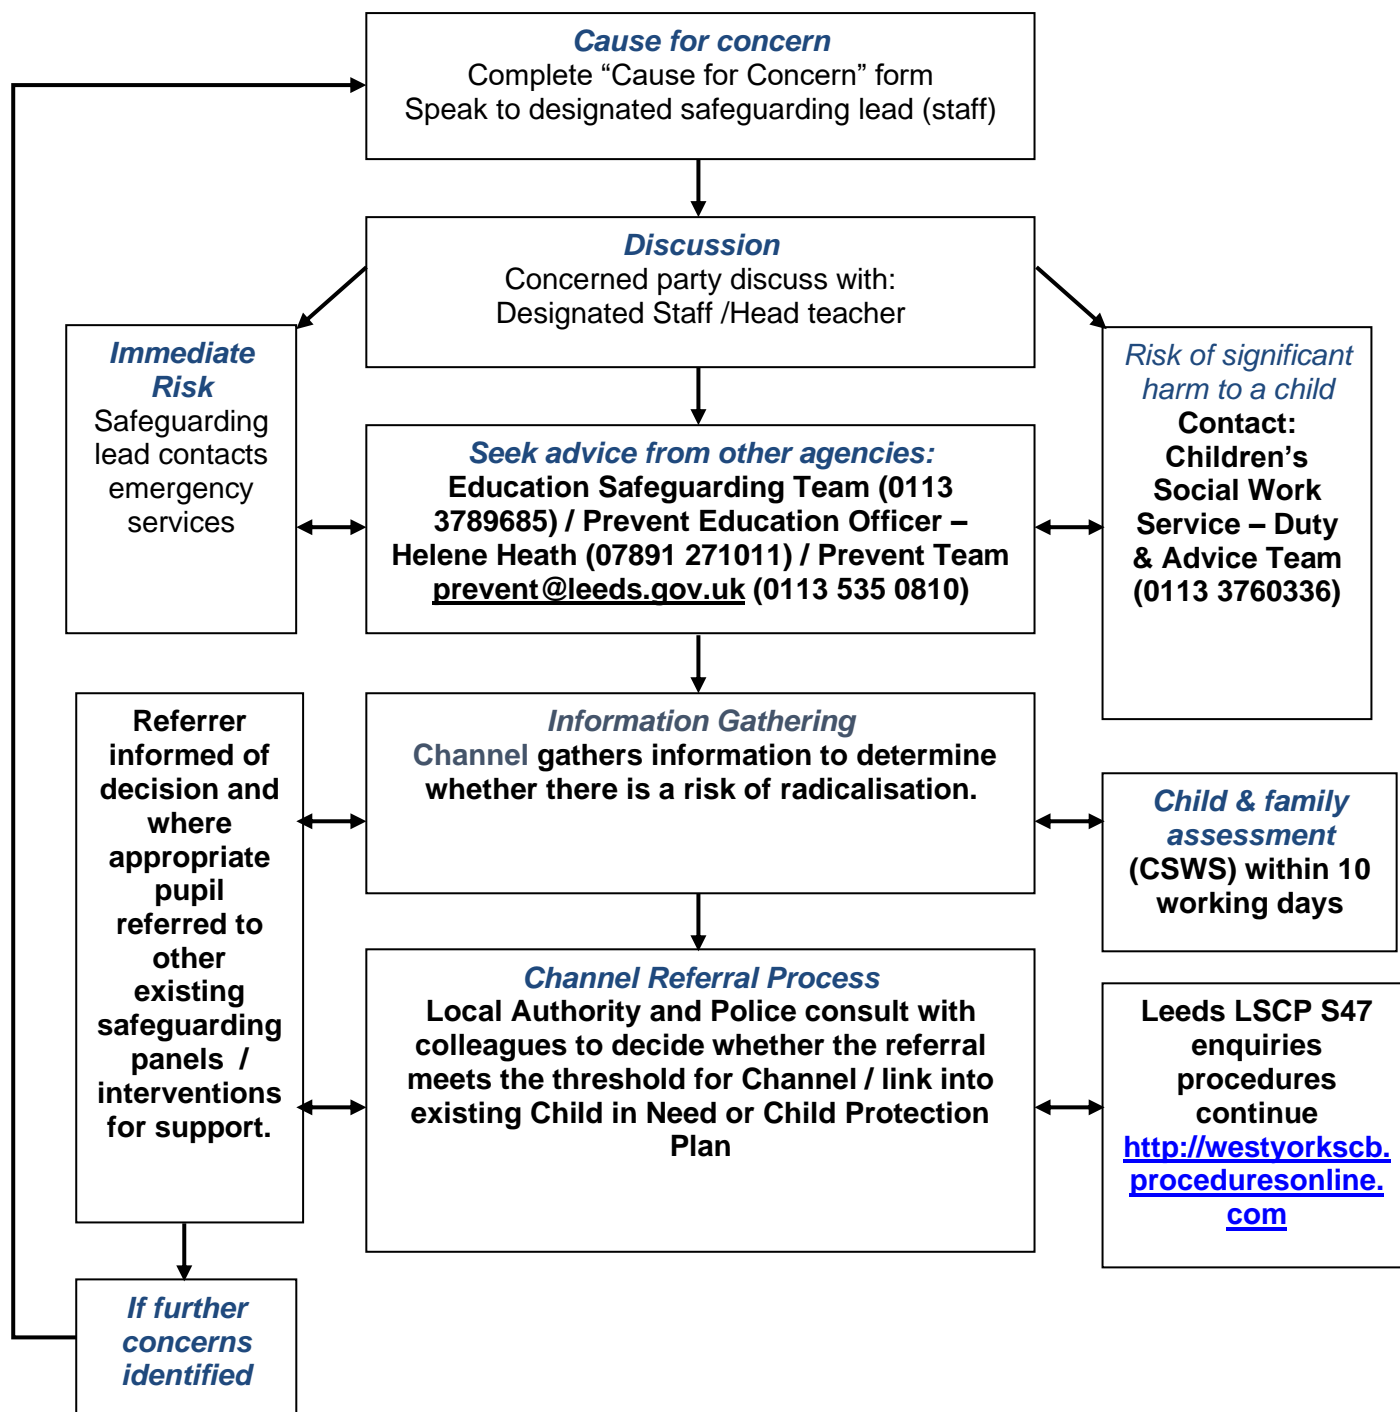 Cause for concern
Complete “Cause for Concern” form
Speak to designated safeguarding lead (staff)
Discussion
Concerned party discuss with:
Designated Staff /Head teacher
Immediate
Risk
Safeguarding
lead contacts
emergency
services
Seek advice from other agencies:
Education Safeguarding Team (0113
3789685) / Prevent Education Officer –
Helene Heath (07891 271011) / Prevent Team
prevent@leeds.gov.uk (0113 535 0810)
Risk of significant
harm to a child
Contact:
Children’s
Social Work
Service – Duty
& Advice Team
(0113 3760336)
Referrer
informed of
decision and
where
appropriate
pupil
referred to
other
existing
safeguarding
panels /
interventions
for support.
Information Gathering
Channel gathers information to determine
whether there is a risk of radicalisation.
Child & family
assessment
(CSWS) within 10
working days
Channel Referral Process
Local Authority and Police consult with
colleagues to decide whether the referral
meets the threshold for Channel / link into
existing Child in Need or Child Protection
Plan
Leeds LSCP S47
enquiries
procedures
continue
http://westyorkscb.
proceduresonline.
com
If further
concerns
identified